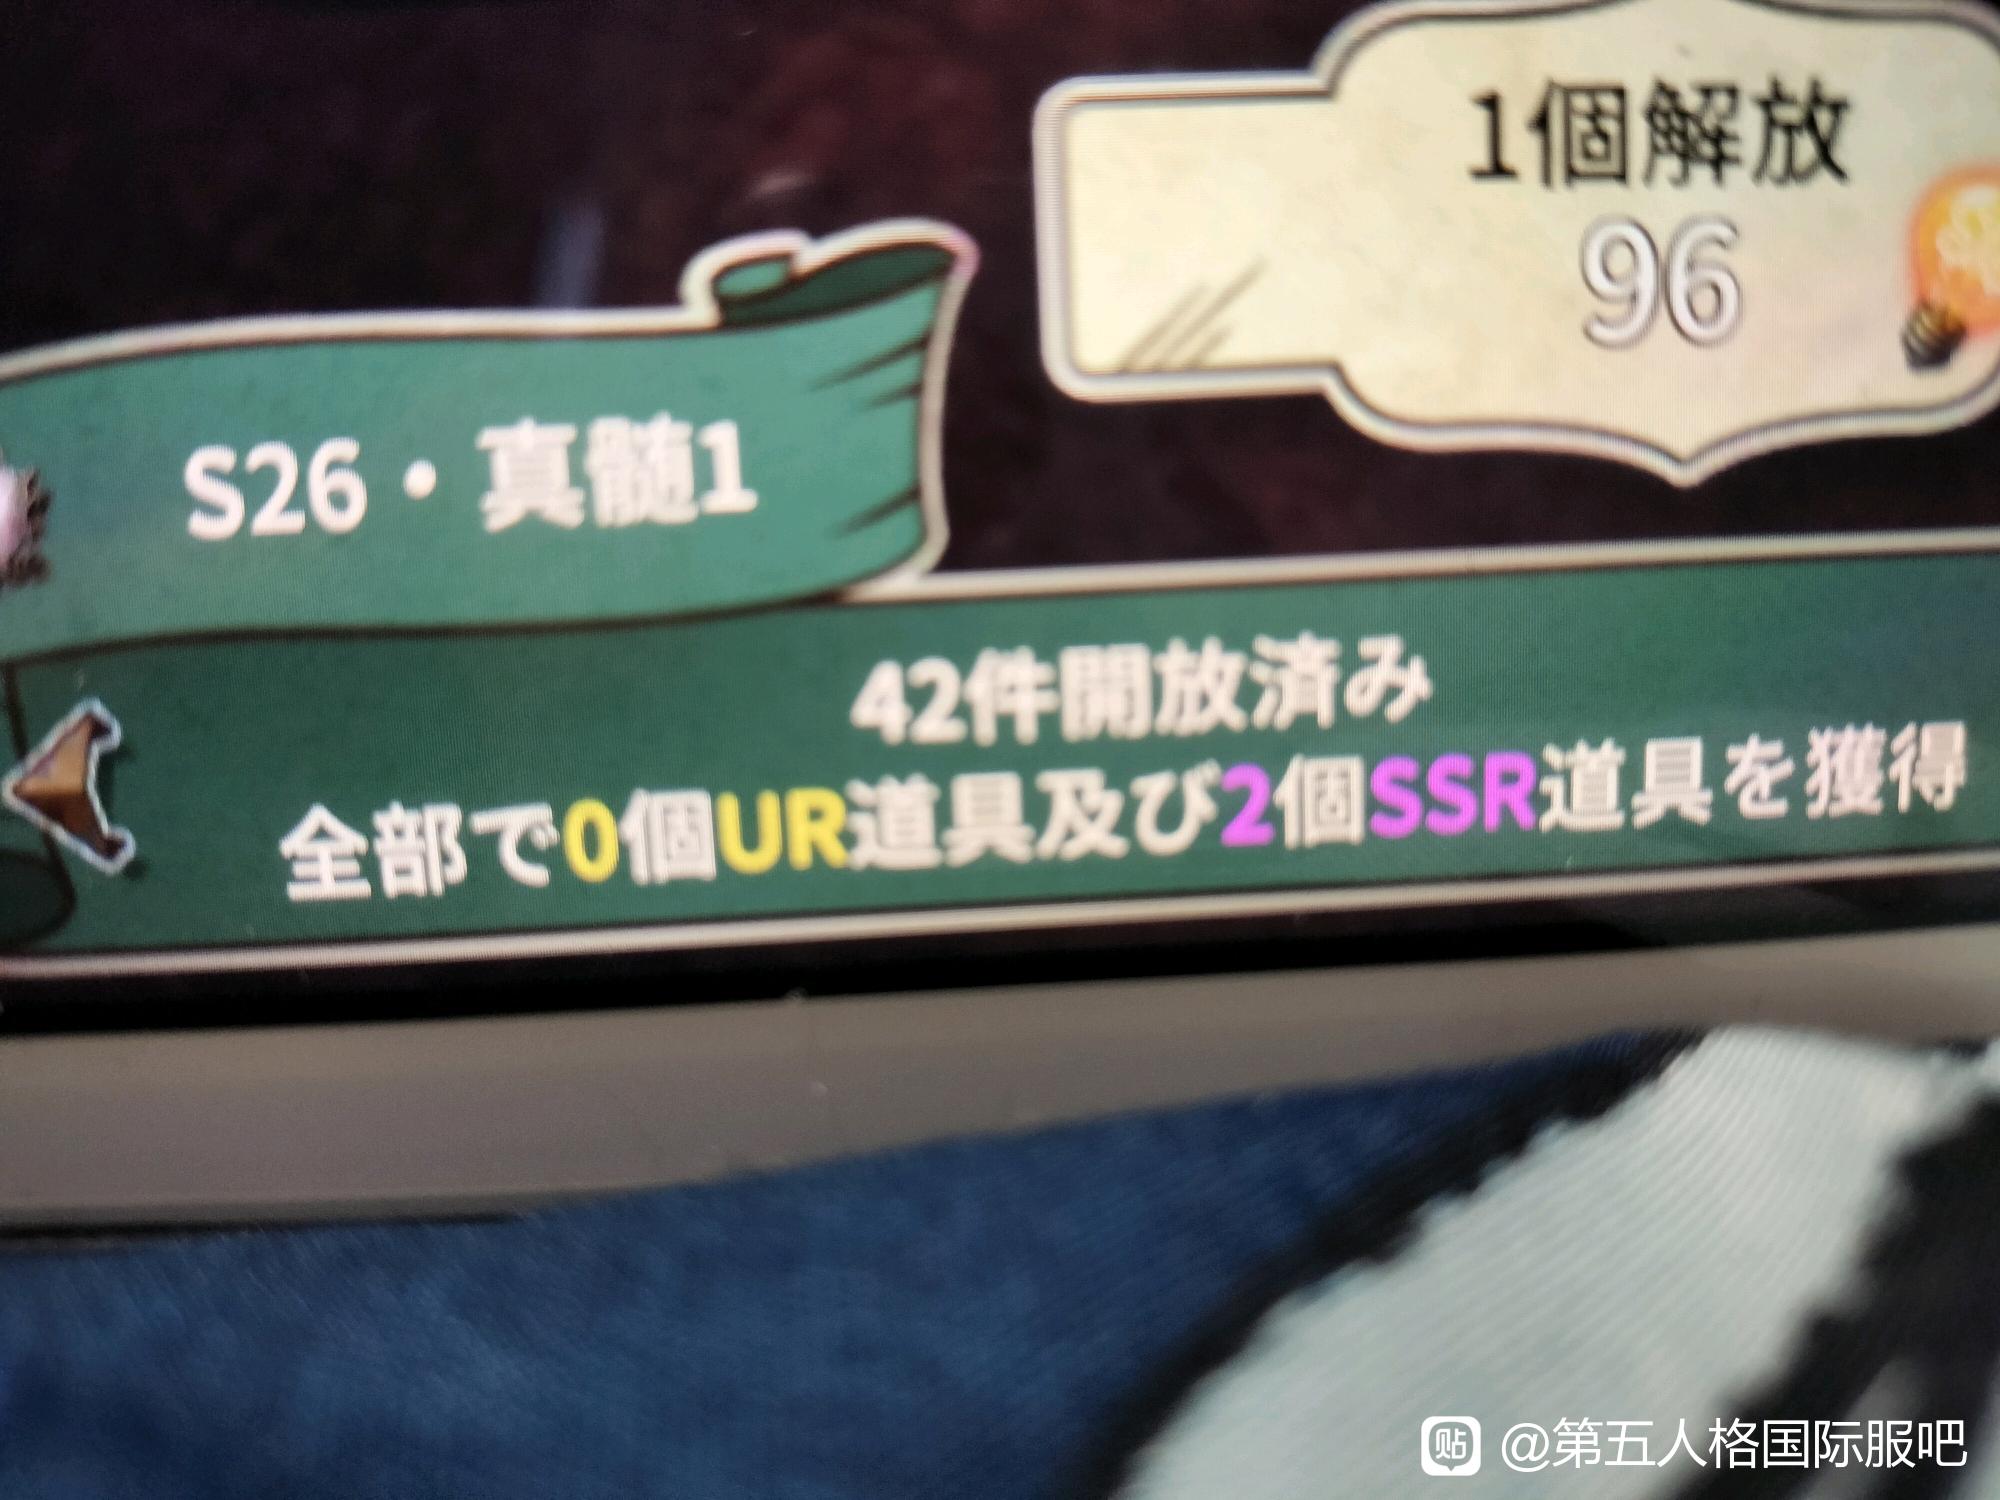 1個解放
96
S26・真髄1
42件開放済み
全部で0個UR道具及び2個SSR道具を獲得
贴 @第五人格国际服吧